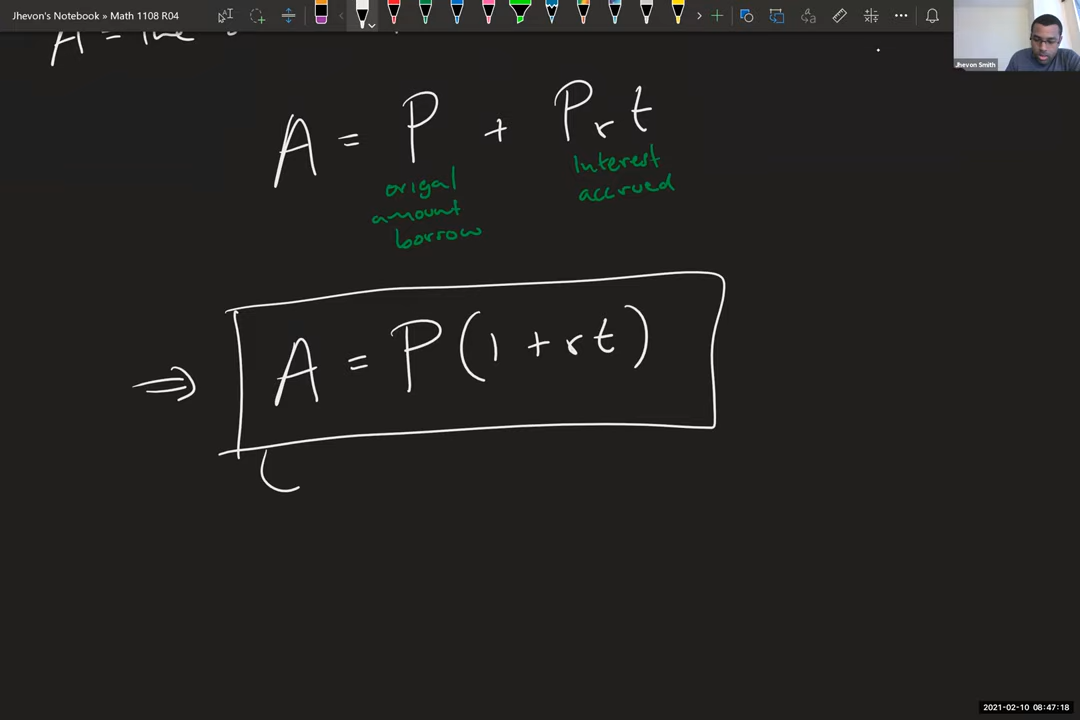 Jhevon's Notebook » Math 1108 R04
Jhevon Smith
A = the
A = P + Prt
origal
amount
borrow
Interest
accrued
⇒ A = P(1 + rt)
2021-02-10 08:47:18